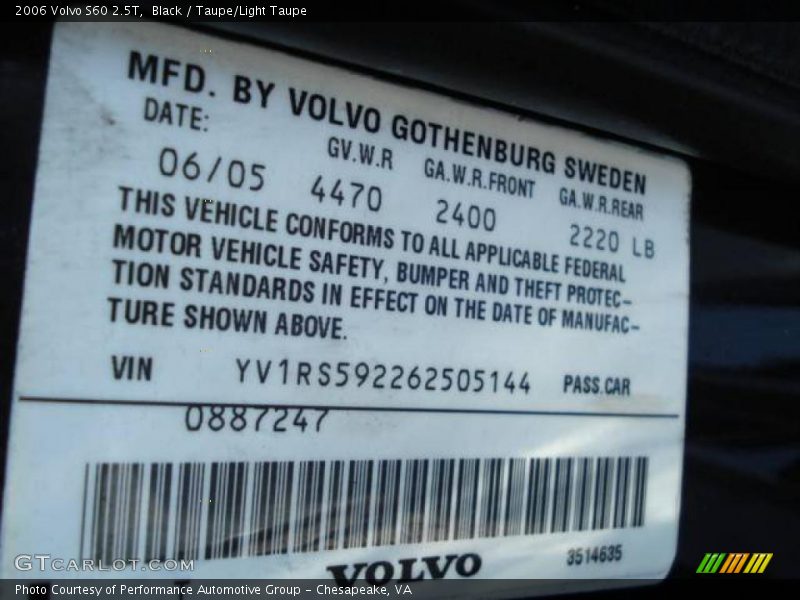 2006 Volvo S60 2.5T, Black / Taupe/Light Taupe
MFD. BY VOLVO GOTHENBURG SWEDEN
DATE: GV.W.R GA.W.R.FRONT GA.W.R.REAR
06/05 4470 2400 2220 LB
THIS VEHICLE CONFORMS TO ALL APPLICABLE FEDERAL
MOTOR VEHICLE SAFETY, BUMPER AND THEFT PROTEC-
TION STANDARDS IN EFFECT ON THE DATE OF MANUFAC-
TURE SHOWN ABOVE.
VIN YV1RS592262505144 PASS.CAR
0887247
VOLVO 3514635
GTCARLOT.COM
Photo Courtesy of Performance Automotive Group - Chesapeake, VA